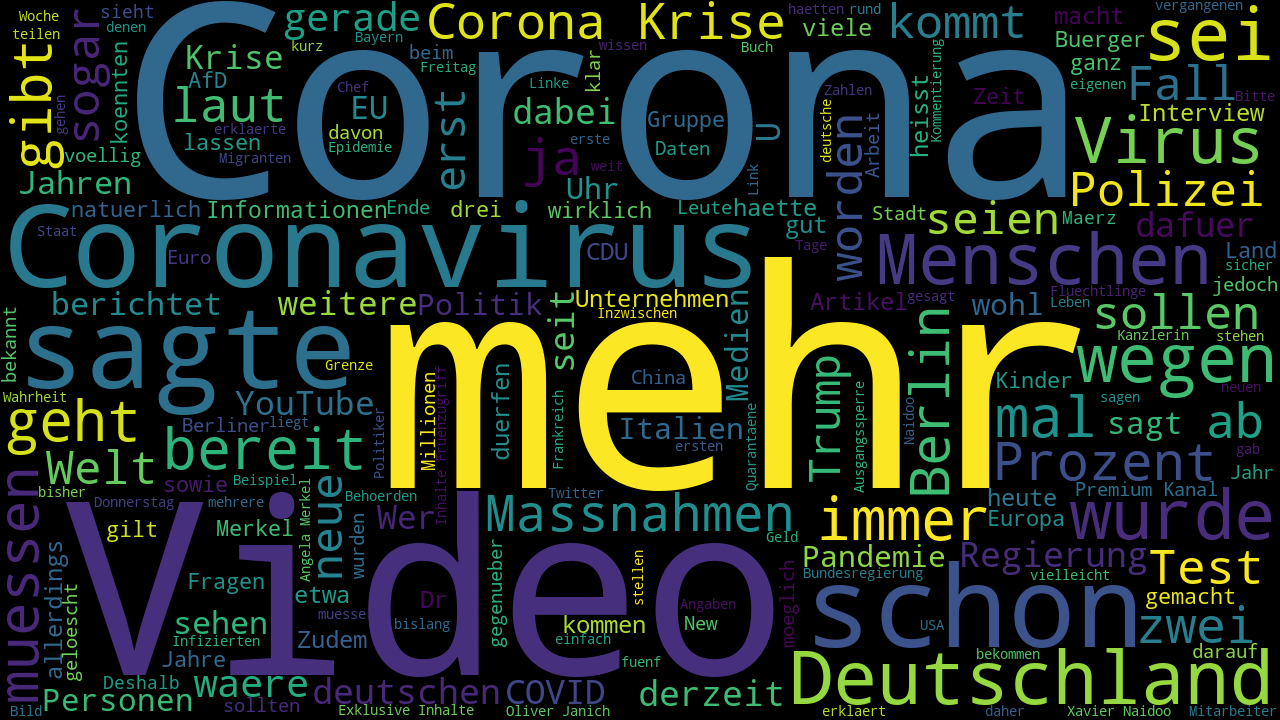 Corona
mehr
Video
Coronavirus
sagte
schon
Deutschland
Menschen
Massnahmen
Corona Krise
sei
Virus
Polizei
Fall
kommt
gerade
Krise
laut
gibt
sogar
Woche
teilen
sieht
denen
kurz
Bayern
beim
Freitag
AfD
EU
Chef
davon
Epidemie
koennten
gehen
voellig
lassen
erklaerte
Migranten
Jahren
erst
Linke
klar
wissen
Buch
haetten
rund
viele
macht
vergangenen
Buerger
ganz
eigenen
Bitte
Interview
Zeit
Kommentierung
heisst
Zahlen
deutsche
Arbeit
worden
dabei
erste
ja
weit
Gruppe
Daten
U
Link
Uhr
natuerlich
Informationen
Ende
drei
wirklich
Leute
haette
gut
Tage
Stadt
seien
Maerz
dafuer
Land
sicher
jedoch
Staat
Euro
CDU
berichtet
weitere
Politik
seit
Unternehmen
Inzwischen
Medien
Artikel
gesagt
wohl
Fluechtlinge
Leben
sollen
Kanzlerin
stehen
wegen
bekannt
Grenze
Wahrheit
geht
YouTube
Berliner
liegt
Politiker
Millionen
Inhalte Fruenzugriff
duerfen
Frankreich
China
Italien
ersten
Quarantaene
Trump
Ausgangssperre
Naidoo
Berlin
Kinder
neuen
sagen
mal
sagt
ab
gab
Prozent
Jahr
Welt
bereit
bisher
sowie
Beispiel
Donnerstag
mehrere
Behoerden
Twitter
muessen
gilt
Merkel
Angela Merkel
neue
wurden
Wer
Geld
immer
heute
Europa
Premium Kanal
wurde
Pandemie
Regierung
Test
Bundesregierung
vielleicht
gemacht
allerdings
geloescht
Fragen
etwa
muesse
Dr
bislang
gegenueber
stellen
Angaben
New
moeglich
kommen
einfach
sehen
Infizierten
Zudem
Jahre
fuenf
USA
zwei
darauf
bekommen
Deshalb
waere
Personen
sollten
deutschen
COVID
derzeit
Bild
Exklusive Inhalte
Oliver Janich
erklaert
daher
Xavier Naidoo
Mitarbeiter